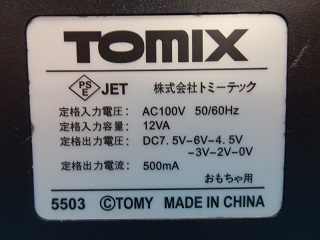 TOMIX
PSE JET 株式会社トミーテック
定格入力電圧: AC100V 50/60Hz
定格入力容量: 12VA
定格出力電圧: DC7.5V-6V-4.5V
-3V-2V-0V
定格出力電流: 500mA
おもちゃ用
5503 ©TOMY MADE IN CHINA